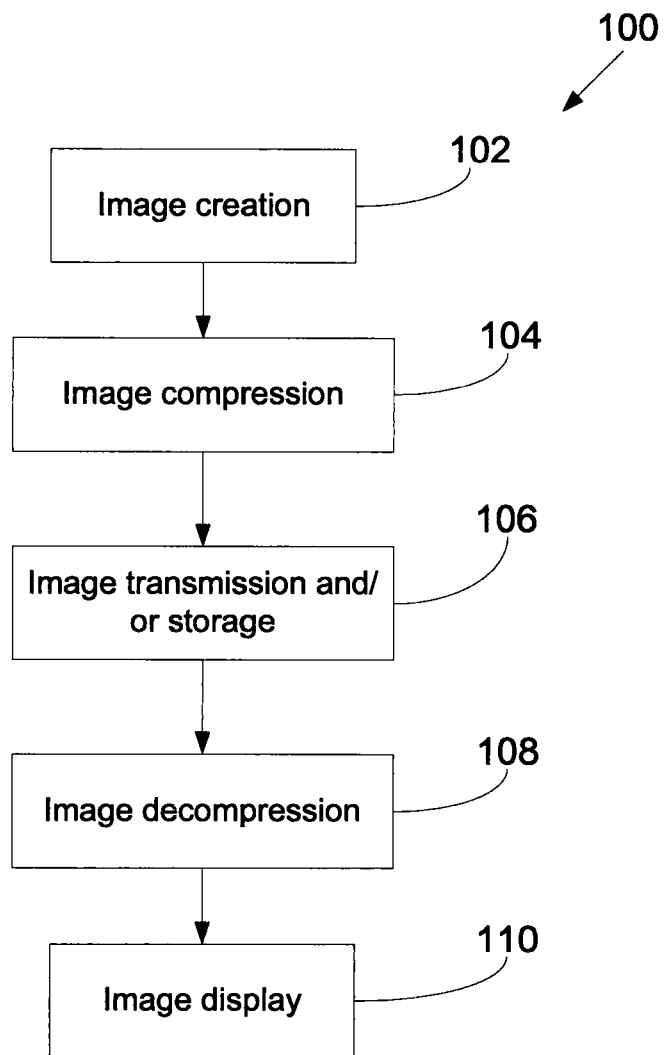 100
102
Image creation
104
Image compression
106
Image transmission and/
or storage
108
Image decompression
110
Image display